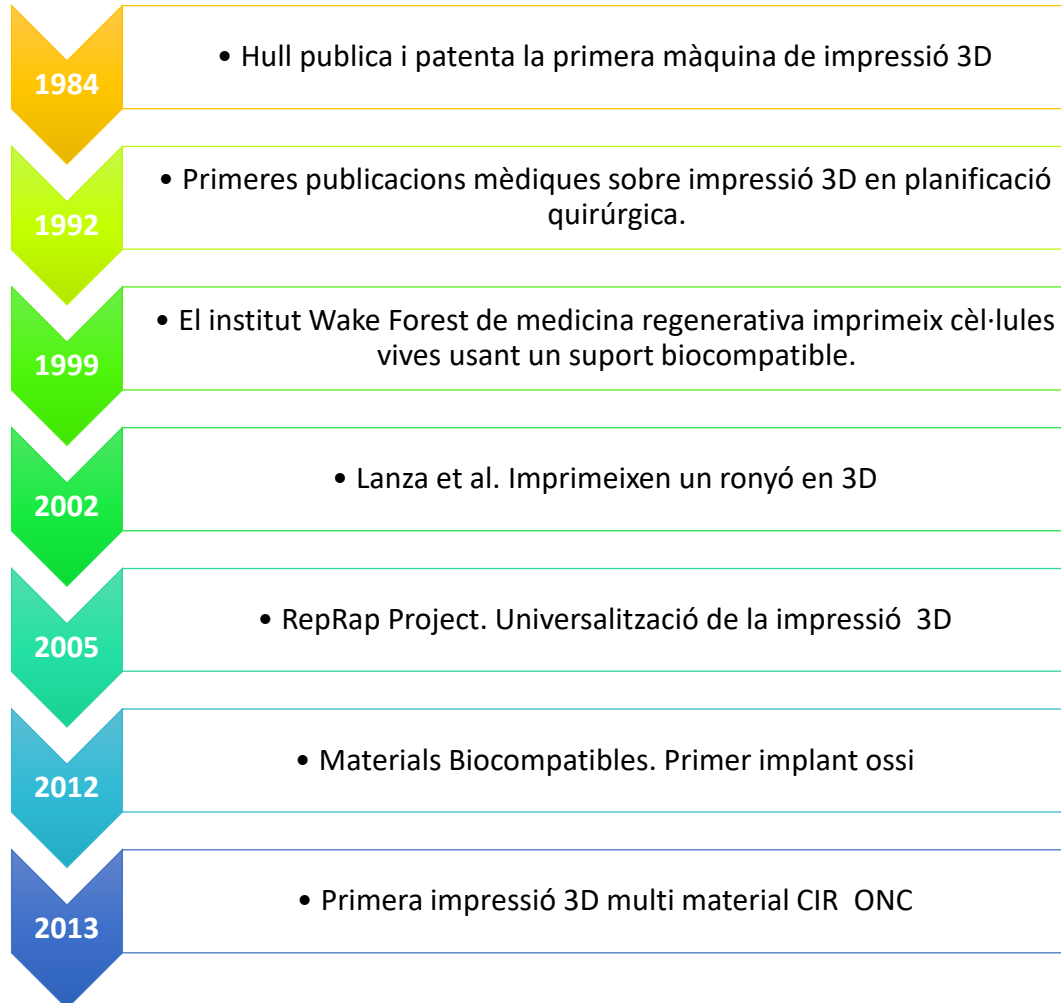 1984
• Hull publica i patenta la primera màquina de impressió 3D
1992
• Primeres publicacions mèdiques sobre impressió 3D en planificació
quirúrgica.
1999
• El institut Wake Forest de medicina regenerativa imprimeix cèl·lules
vives usant un suport biocompatible.
2002
• Lanza et al. Imprimeixen un ronyó en 3D
2005
• RepRap Project. Universalització de la impressió  3D
2012
• Materials Biocompatibles. Primer implant ossi
2013
• Primera impressió 3D multi material CIR  ONC